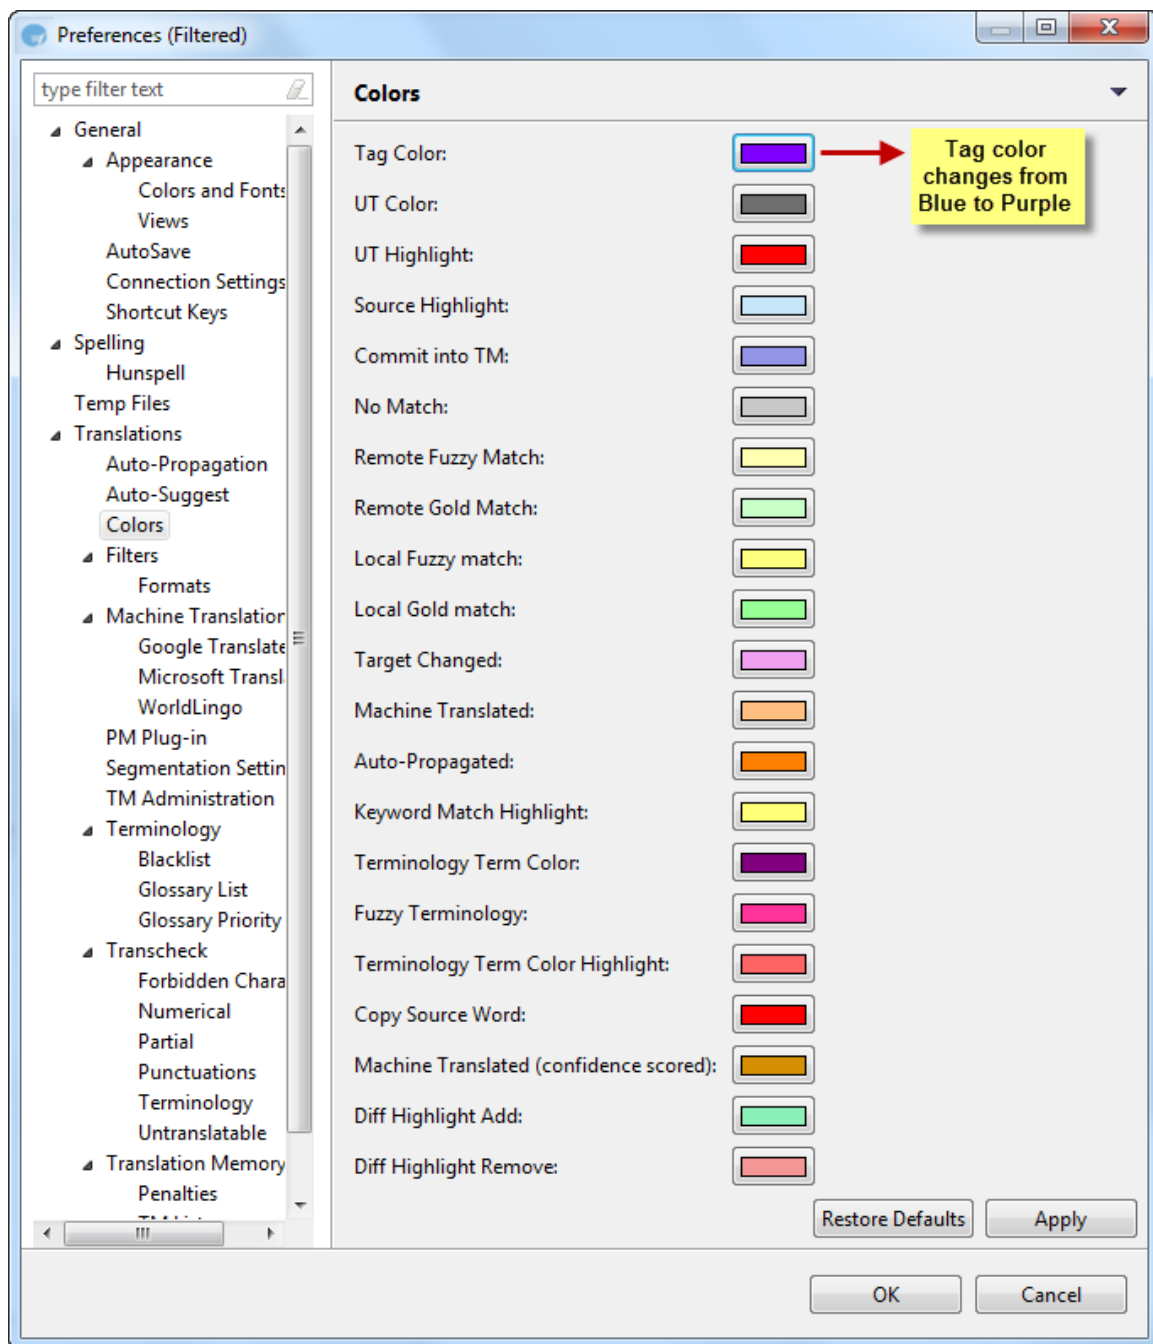 Preferences (Filtered)
type filter text
General
Appearance
Colors and Fonts
Views
AutoSave
Connection Settings
Shortcut Keys
Spelling
Hunspell
Temp Files
Translations
Auto-Propagation
Auto-Suggest
Colors
Filters
Formats
Machine Translation
Google Translate
Microsoft Transl
WorldLingo
PM Plug-in
Segmentation Settin
TM Administration
Terminology
Blacklist
Glossary List
Glossary Priority
Transcheck
Forbidden Chara
Numerical
Partial
Punctuations
Terminology
Untranslatable
Translation Memory
Penalties
Colors
Tag Color:
Tag color
changes from
Blue to Purple
UT Color:
UT Highlight:
Source Highlight:
Commit into TM:
No Match:
Remote Fuzzy Match:
Remote Gold Match:
Local Fuzzy match:
Local Gold match:
Target Changed:
Machine Translated:
Auto-Propagated:
Keyword Match Highlight:
Terminology Term Color:
Fuzzy Terminology:
Terminology Term Color Highlight:
Copy Source Word:
Machine Translated (confidence scored):
Diff Highlight Add:
Diff Highlight Remove:
Restore Defaults
Apply
OK
Cancel